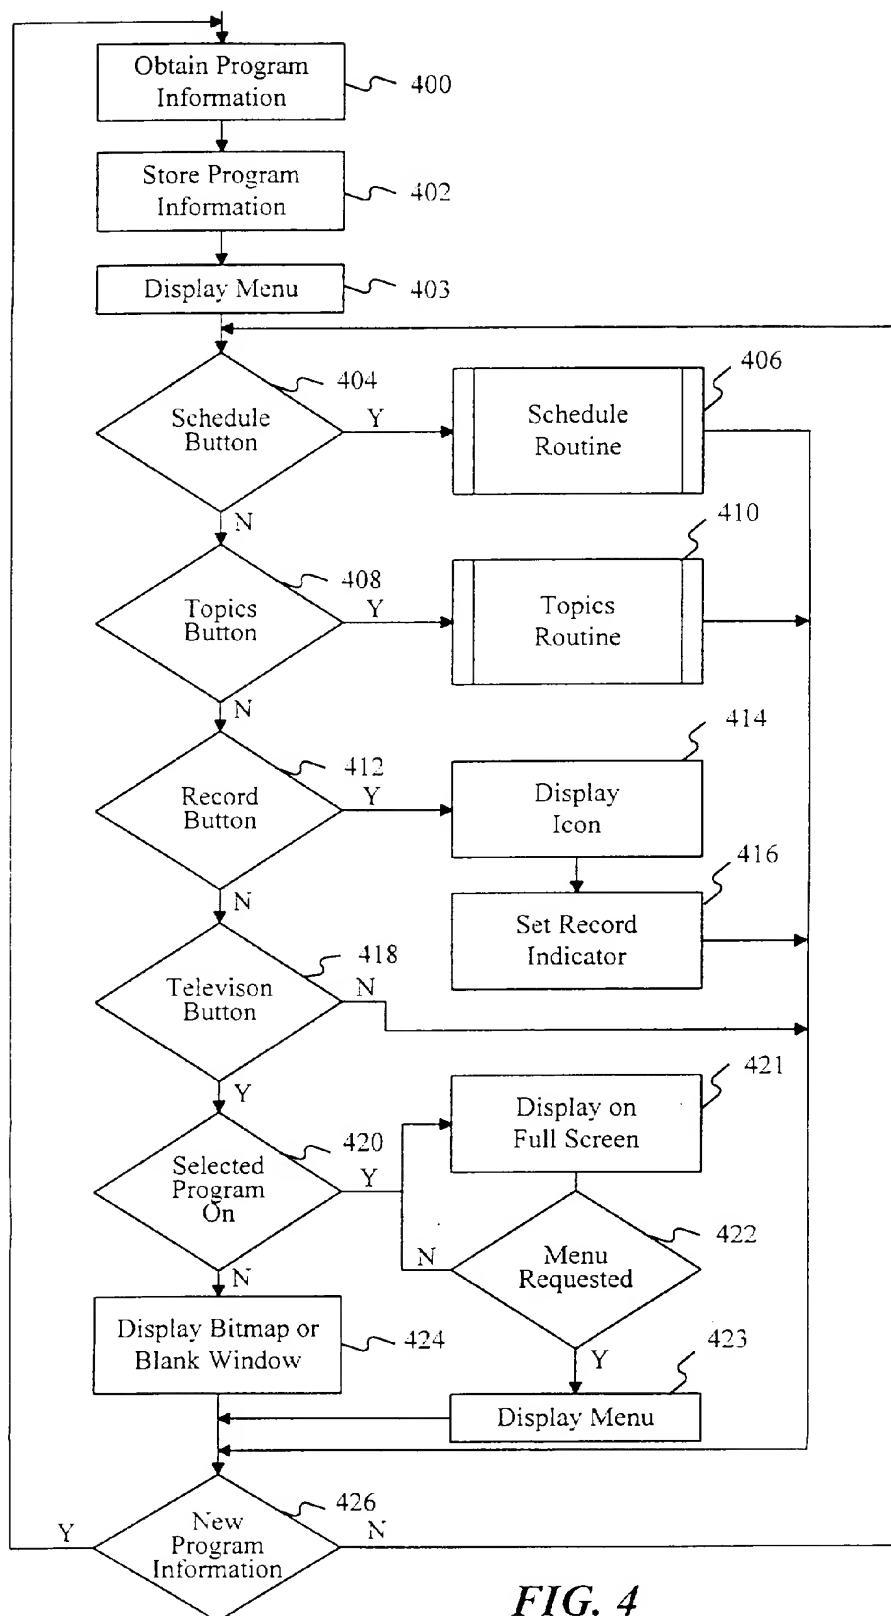 Obtain Program
Information
400
Store Program
Information
402
Display Menu
403
404
Schedule
Button
Y
Schedule
Routine
406
N
408
Topics
Button
Y
Topics
Routine
410
N
412
Record
Button
Y
Display
Icon
414
N
Set Record
Indicator
416
418
Televison
Button
N
Y
Display on
Full Screen
421
420
Selected
Program
On
Y
N
Menu
Requested
422
N
Y
Display Bitmap or
Blank Window
424
Display Menu
423
426
New
Program
Information
Y
N
FIG. 4